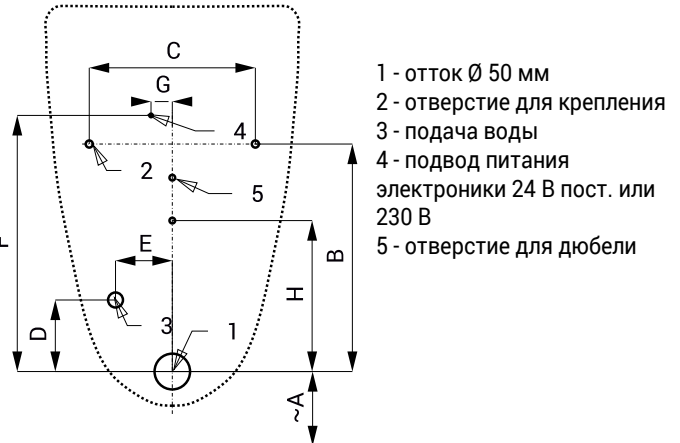 C
G
1 - отток Ø 50 мм
2 - отверстие для крепления
3 - подача воды
4 - подвод питания
электроники 24 В пост. или
230 В
5 - отверстие для дюбели
4
2
5
B
E
H
D
3
1
~A